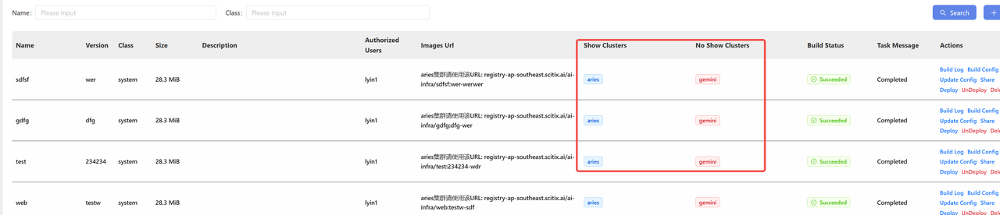 Name: Please Input Class: Please Input Search
Name Version Class Size Description Authorized Users Images Url Show Clusters No Show Clusters Build Status Task Message Actions
sdfsf wer system 28.3 MiB lyin1 aries集群请使用该URL: registry-ap-southeast.scitix.ai/ai-infra/sdfsf:wer-werwer aries gemini Succeeded Completed Build Log Build Config
Update Config Share
Deploy UnDeploy Dele
gdfg dfg system 28.3 MiB lyin1 aries集群请使用该URL: registry-ap-southeast.scitix.ai/ai-infra/gdfg:dfg-wer aries gemini Succeeded Completed Build Log Build Config
Update Config Share
Deploy UnDeploy Dele
test 234234 system 28.3 MiB lyin1 aries集群请使用该URL: registry-ap-southeast.scitix.ai/ai-infra/test:234234-wdr aries gemini Succeeded Completed Build Log Build Config
Update Config Share
Deploy UnDeploy Dele
web testw system 28.3 MiB lyin1 aries集群请使用该URL: registry-ap-southeast.scitix.ai/ai-infra/web:testw-sdf aries gemini Succeeded Completed Build Log Build Config
Update Config Share
Deploy UnDeploy Dele